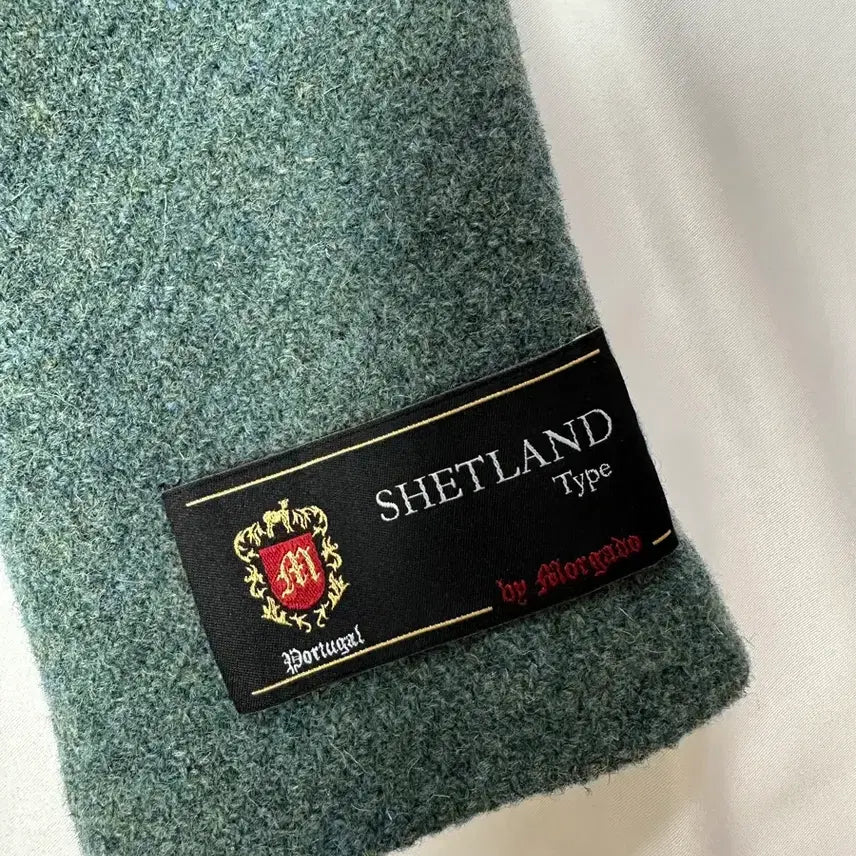 SHETLAND
Type
M
by Morgado
Portugal